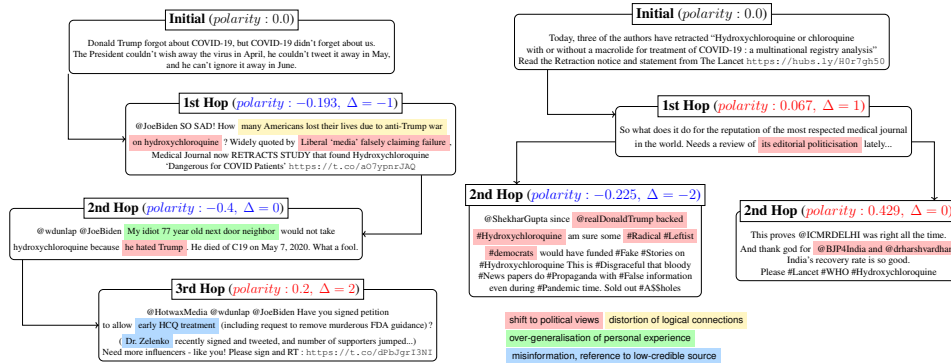 Initial (polarity : 0.0)
Donald Trump forgot about COVID-19, but COVID-19 didn't forget about us.
The President couldn't wish away the virus in April, he couldn't tweet it away in May,
and he can't ignore it away in June.
1st Hop (polarity : −0.193, Δ = −1)
@JoeBiden SO SAD! How many Americans lost their lives due to anti-Trump war
on hydroxychloroquine ? Widely quoted by Liberal 'media' falsely claiming failure,
Medical Journal now RETRACTS STUDY that found Hydroxychloroquine
'Dangerous for COVID Patients' https://t.co/aO7ypnrJAQ
2nd Hop (polarity : −0.4, Δ = 0)
@wdunlap @JoeBiden My idiot 77 year old next door neighbor would not take
hydroxychloroquine because he hated Trump. He died of C19 on May 7, 2020. What a fool.
3rd Hop (polarity : 0.2, Δ = 2)
@HotwaxMedia @wdunlap @JoeBiden Have you signed petition
to allow early HCQ treatment (including request to remove murderous FDA guidance) ?
( Dr. Zelenko recently signed and tweeted, and number of supporters jumped...)
Need more influencers - like you! Please sign and RT : https://t.co/dPbJgrI3NI
Initial (polarity : 0.0)
Today, three of the authors have retracted "Hydroxychloroquine or chloroquine
with or without a macrolide for treatment of COVID-19 : a multinational registry analysis"
Read the Retraction notice and statement from The Lancet https://hubs.ly/H0r7gh50
1st Hop (polarity : 0.067, Δ = 1)
So what does it do for the reputation of the most respected medical journal
in the world. Needs a review of its editorial politicisation lately...
2nd Hop (polarity : −0.225, Δ = −2)
@ShekharGupta since @realDonaldTrump backed
#Hydroxychloroquine am sure some #Radical #Leftist
#democrats would have funded #Fake #Stories on
#Hydroxychloroquine This is #Disgraceful that bloody
#News papers do #Propaganda with #False information
even during #Pandemic time. Sold out #A$$holes
2nd Hop (polarity : 0.429, Δ = 0)
This proves @ICMRDELHI was right all the time.
And thank god for @BJP4India and @drharshvardhan
India's recovery rate is so good.
Please #Lancet #WHO #Hydroxychloroquine
shift to political views distortion of logical connections
over-generalisation of personal experience
misinformation, reference to low-credible source